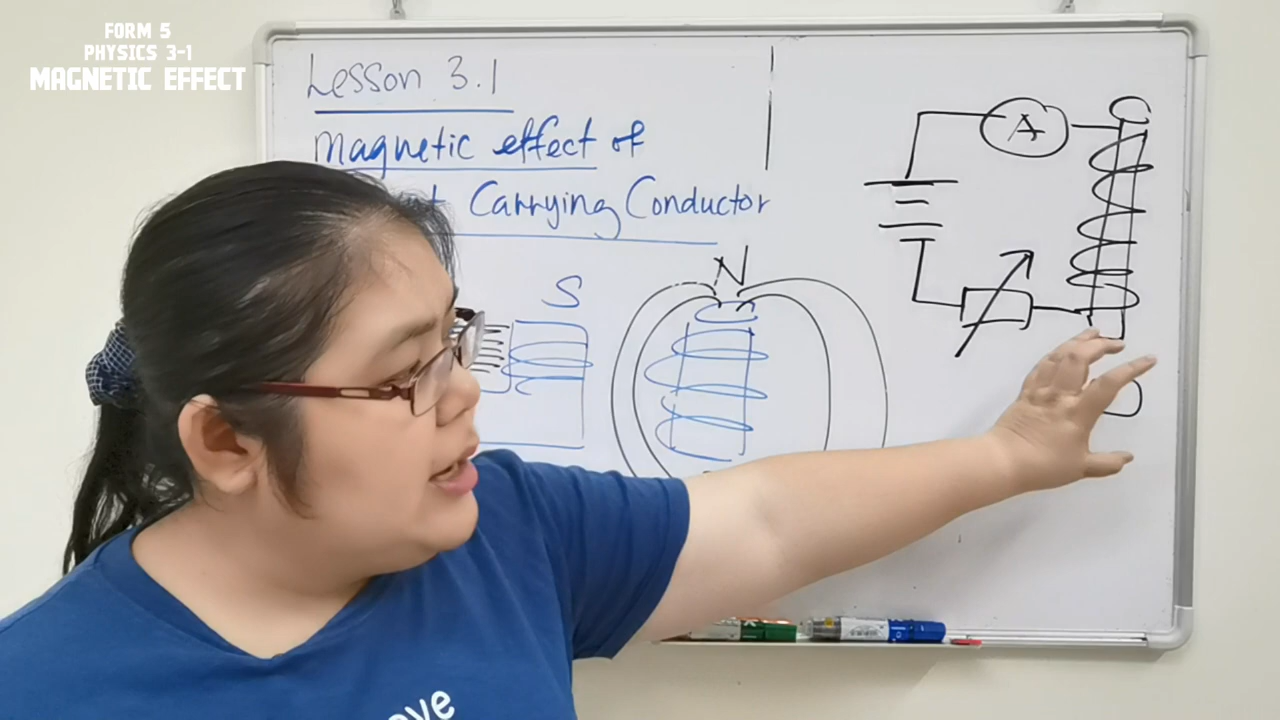 FORM 5
PHYSICS 3-1
MAGNETIC EFFECT
Lesson 3.1
Magnetic effect of
Carrying Conductor
S
N
A